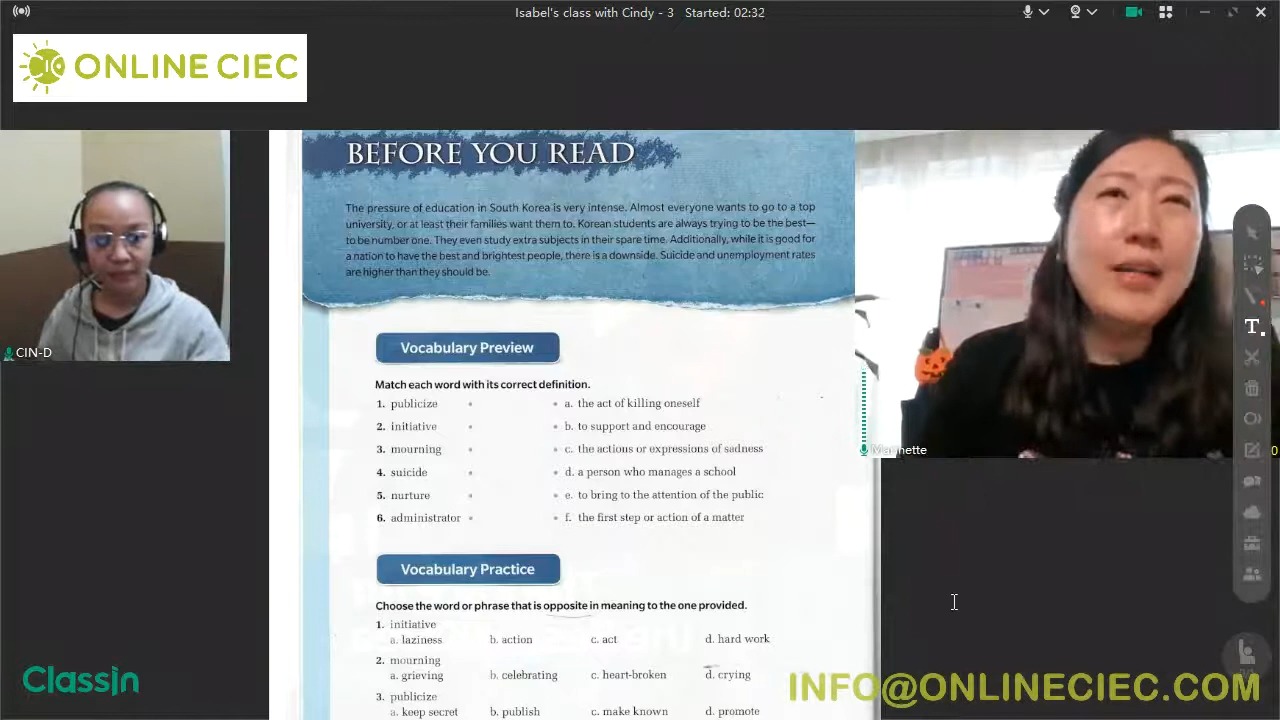 Isabel's class with Cindy - 3 Started: 02:32
ONLINE CIEC
BEFORE YOU READ
The pressure of education in South Korea is very intense. Almost everyone wants to go to a top
university, or at least their families want them to. Korean students are always trying to be the best—
to be number one. They even study extra subjects in their spare time. Additionally, while it is good for
a nation to have the best and brightest people, there is a downside. Suicide and unemployment rates
are higher than they should be.
CIN-D
Vocabulary Preview
Match each word with its correct definition.
1. publicize • • a. the act of killing oneself
2. initiative • • b. to support and encourage
3. mourning • • c. the actions or expressions of sadness
4. suicide • • d. a person who manages a school
5. nurture • • e. to bring to the attention of the public
6. administrator • • f. the first step or action of a matter
Vocabulary Practice
Choose the word or phrase that is opposite in meaning to the one provided.
1. initiative
a. laziness b. action c. act d. hard work
2. mourning
a. grieving b. celebrating c. heart-broken d. crying
3. publicize
a. keep secret b. publish c. make known d. promote
T
0
ClassIn
INFO@ONLINECIEC.COM